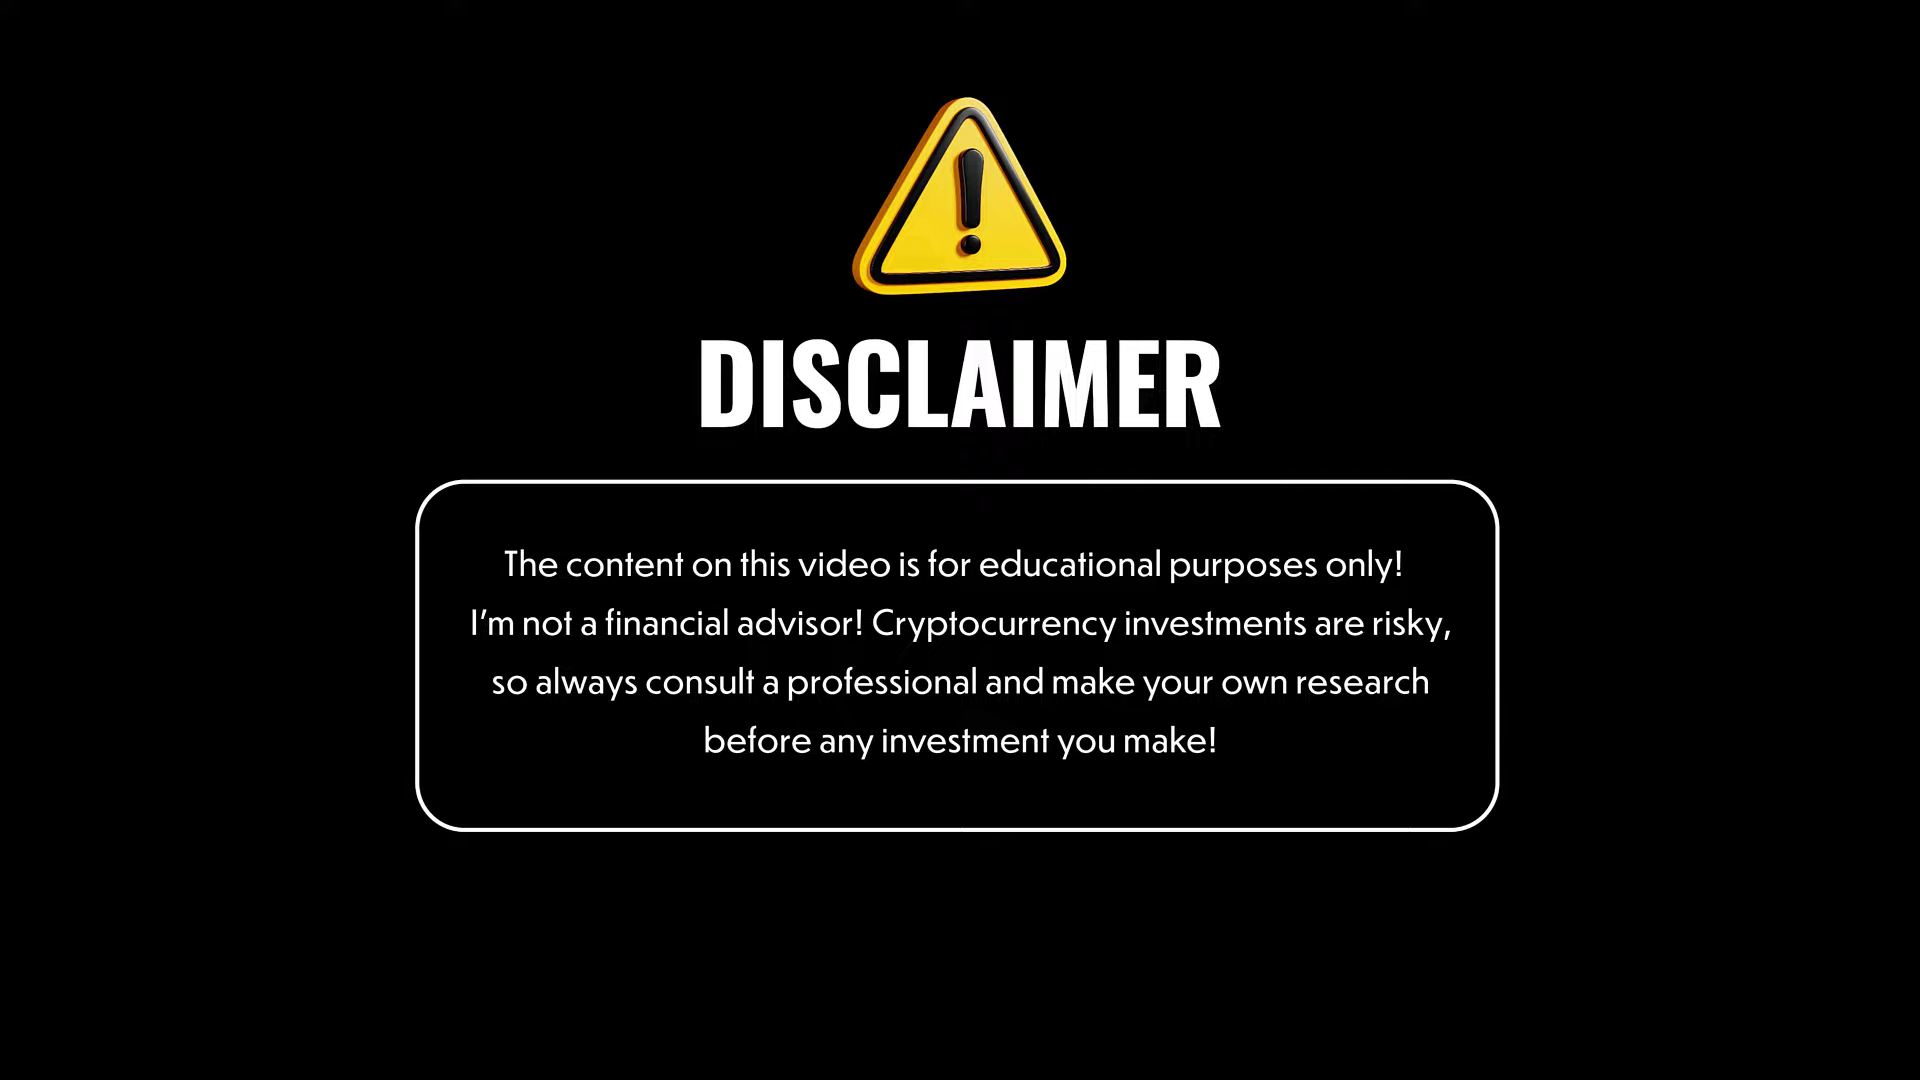 DISCLAIMER
The content on this video is for educational purposes only!
I’m not a financial advisor! Cryptocurrency investments are risky,
so always consult a professional and make your own research
before any investment you make!